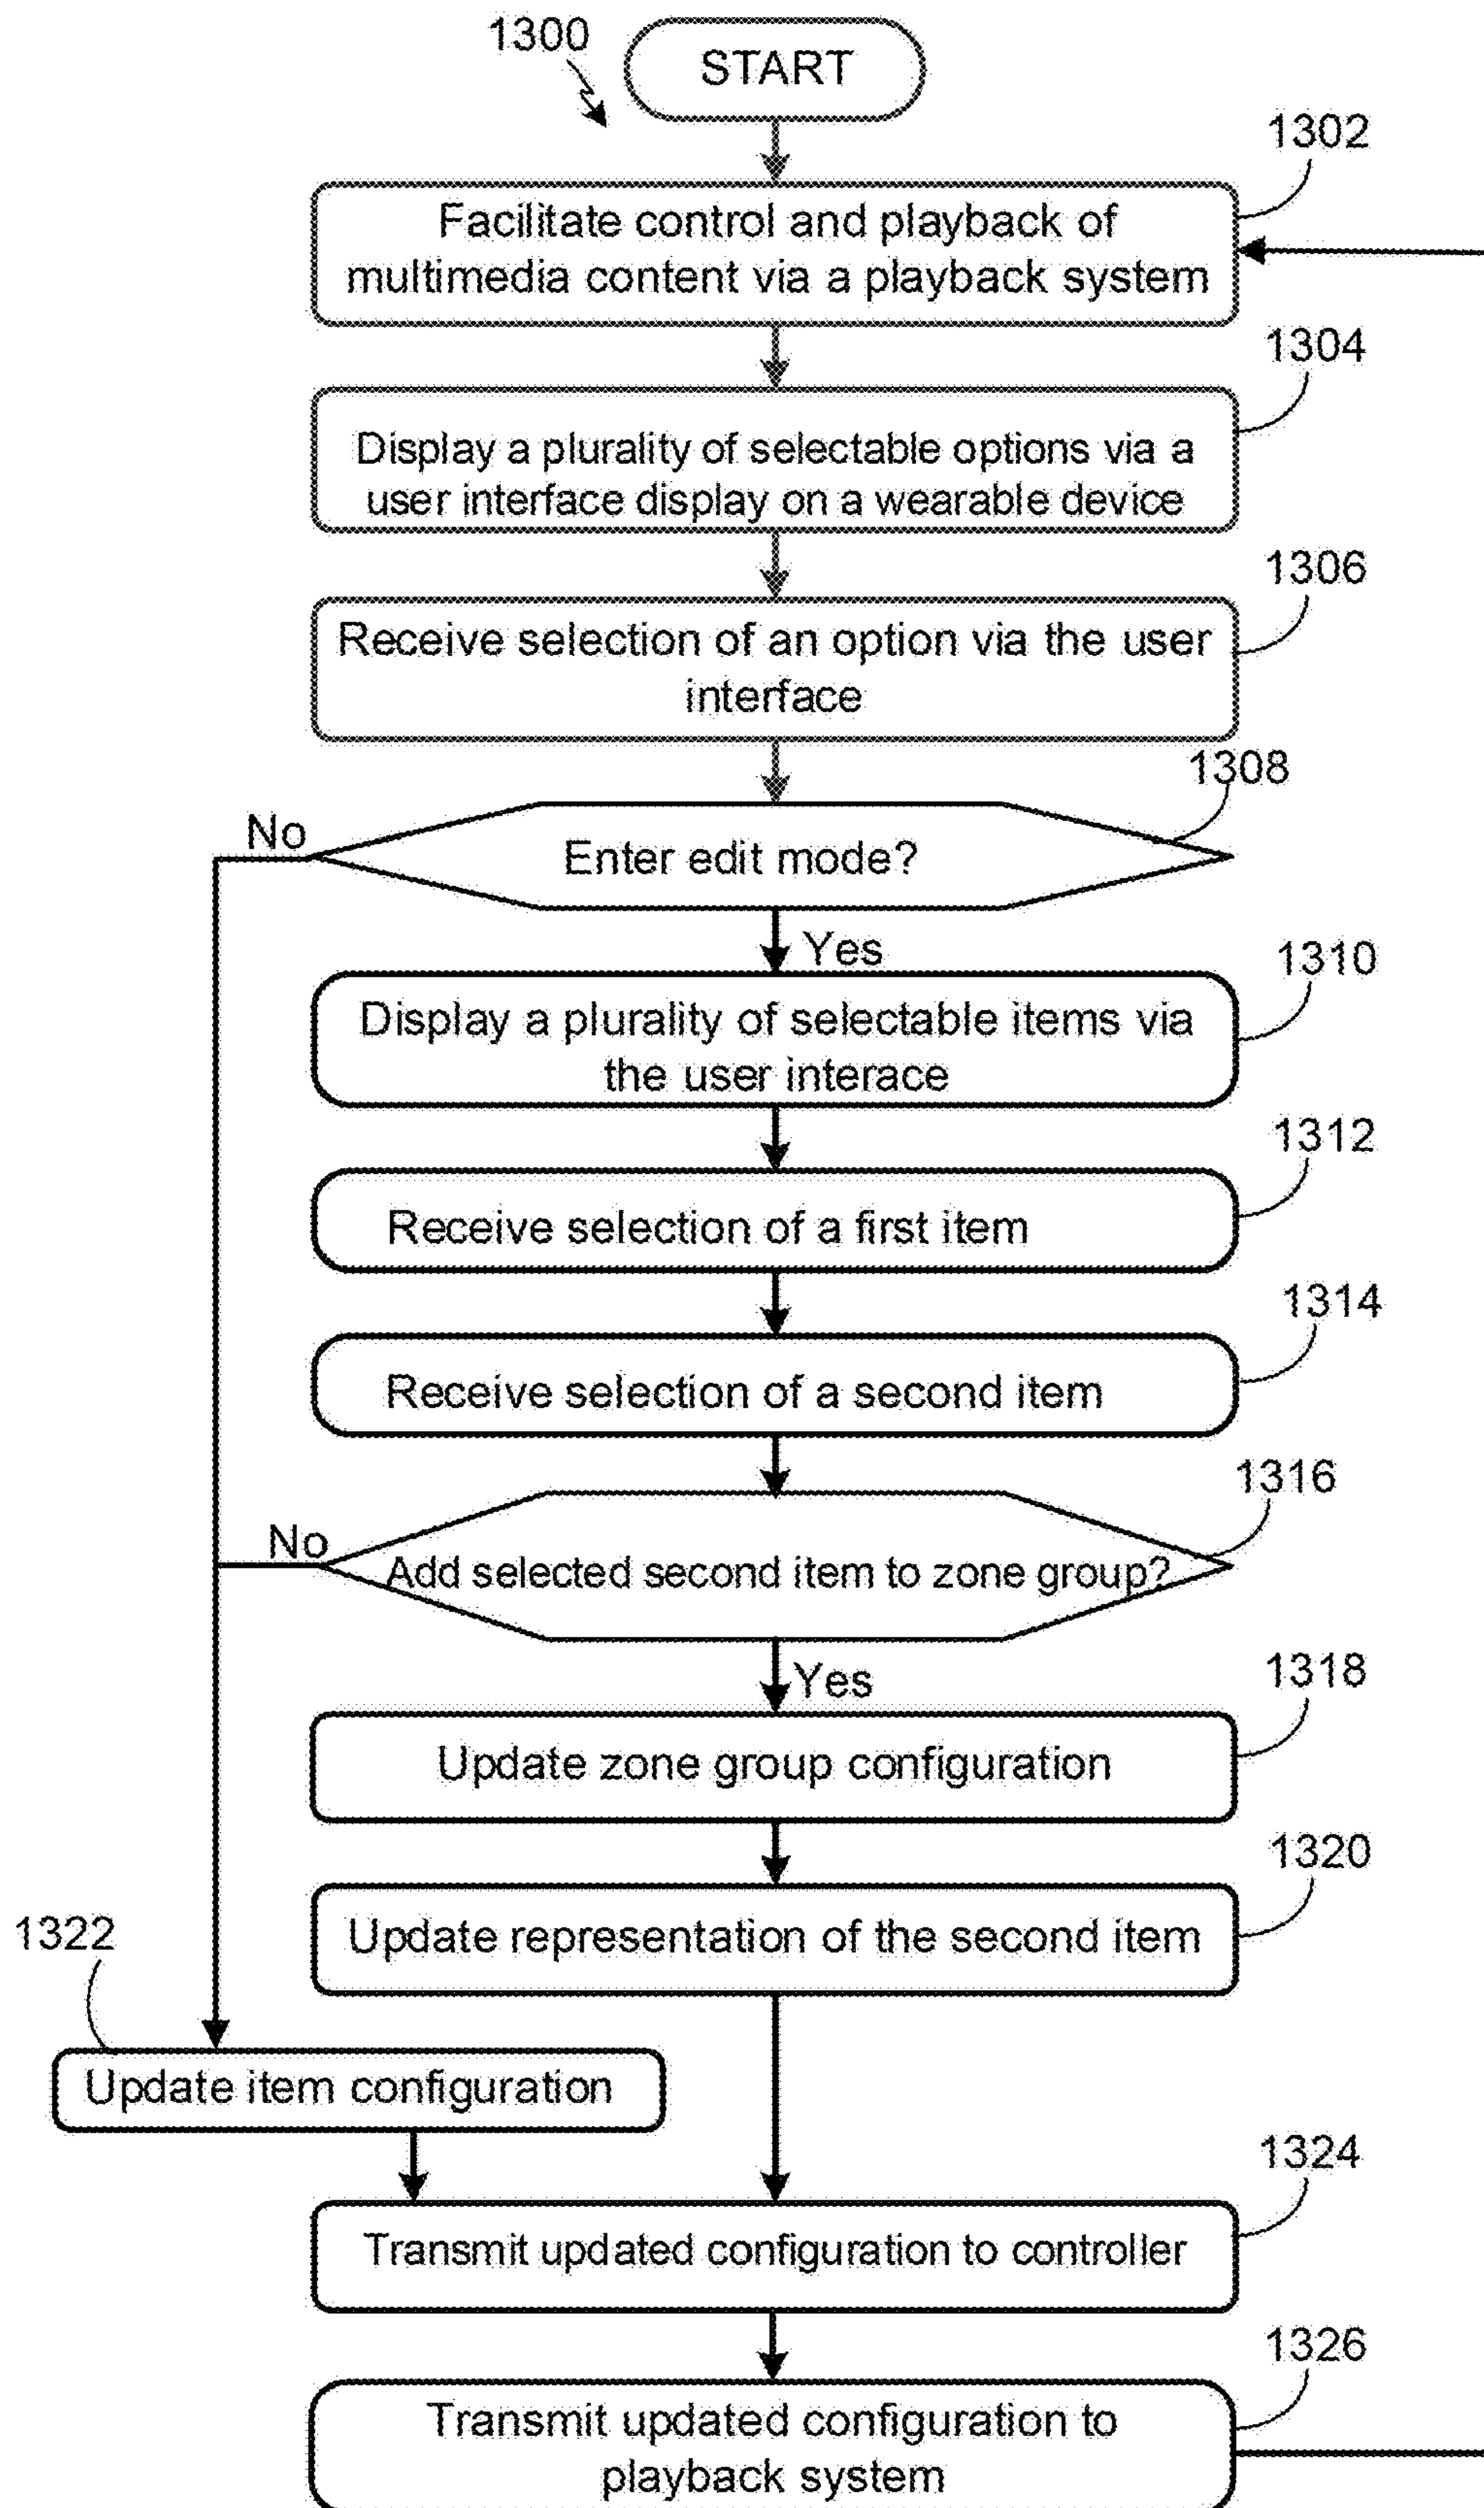 1300
START
1302
Facilitate control and playback of
multimedia content via a playback system
1304
Display a plurality of selectable options via a
user interface display on a wearable device
1306
Receive selection of an option via the user
interface
1308
No
Enter edit mode?
Yes
1310
Display a plurality of selectable items via
the user interace
1312
Receive selection of a first item
1314
Receive selection of a second item
1316
No
Add selected second item to zone group?
Yes
1318
Update zone group configuration
1320
Update representation of the second item
1322
Update item configuration
1324
Transmit updated configuration to controller
1326
Transmit updated configuration to
playback system